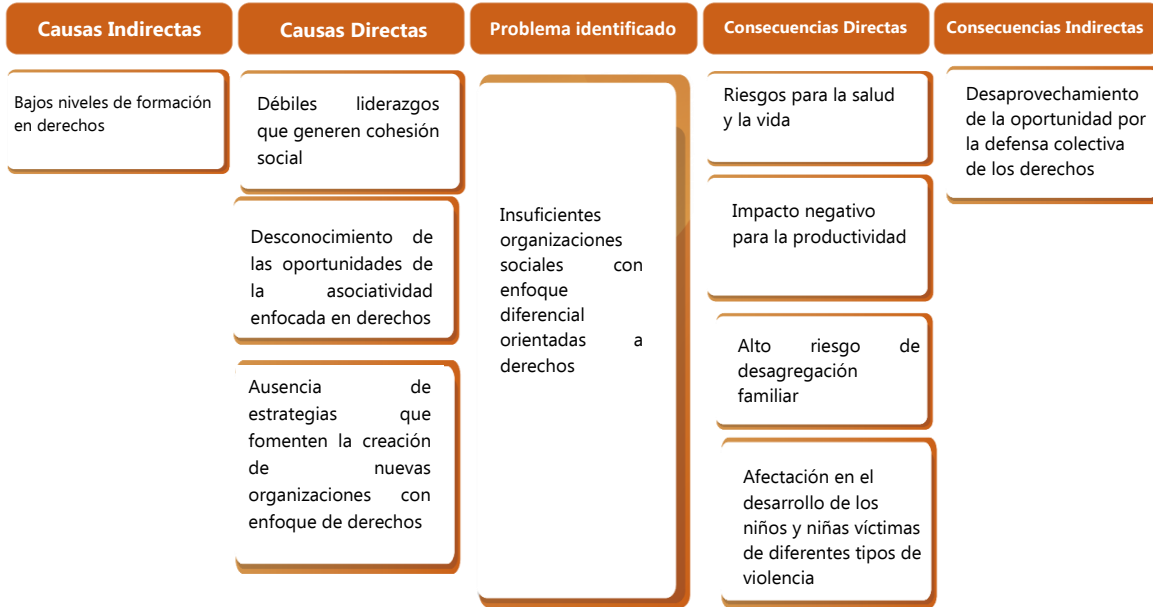 Causas Indirectas
Causas Directas
Problema identificado
Consecuencias Directas
Consecuencias Indirectas
Bajos niveles de formación
en derechos
Débiles liderazgos
que generen cohesión
social
Desconocimiento de
las oportunidades de
la asociatividad
enfocada en derechos
Ausencia de
estrategias que
fomenten la creación
de nuevas
organizaciones con
enfoque de derechos
Insuficientes
organizaciones
sociales con
enfoque
diferencial
orientadas a
derechos
Riesgos para la salud
y la vida
Impacto negativo
para la productividad
Alto riesgo de
desagregación
familiar
Afectación en el
desarrollo de los
niños y niñas víctimas
de diferentes tipos de
violencia
Desaprovechamiento
de la oportunidad por
la defensa colectiva
de los derechos